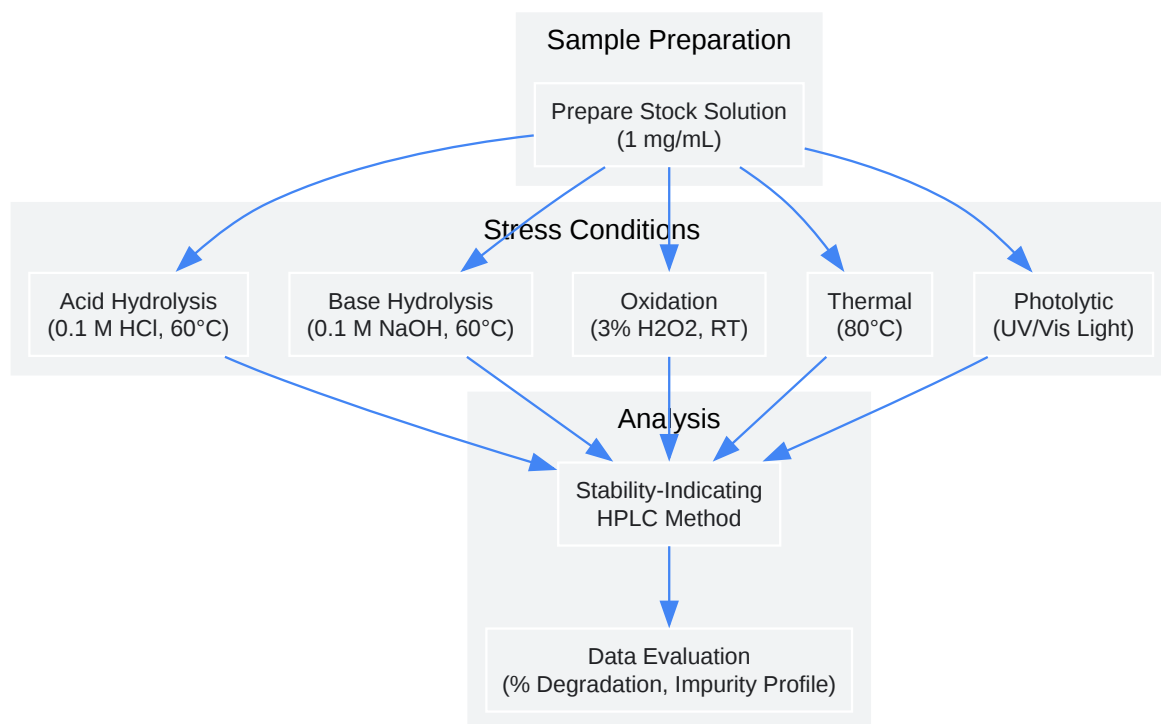 Sample Preparation
Prepare Stock Solution
(1 mg/mL)
Stress Conditions
Acid Hydrolysis
(0.1 M HCl, 60°C)
Base Hydrolysis
(0.1 M NaOH, 60°C)
Oxidation
(3% H2O2, RT)
Thermal
(80°C)
Photolytic
(UV/Vis Light)
Analysis
Stability-Indicating
HPLC Method
Data Evaluation
(% Degradation, Impurity Profile)